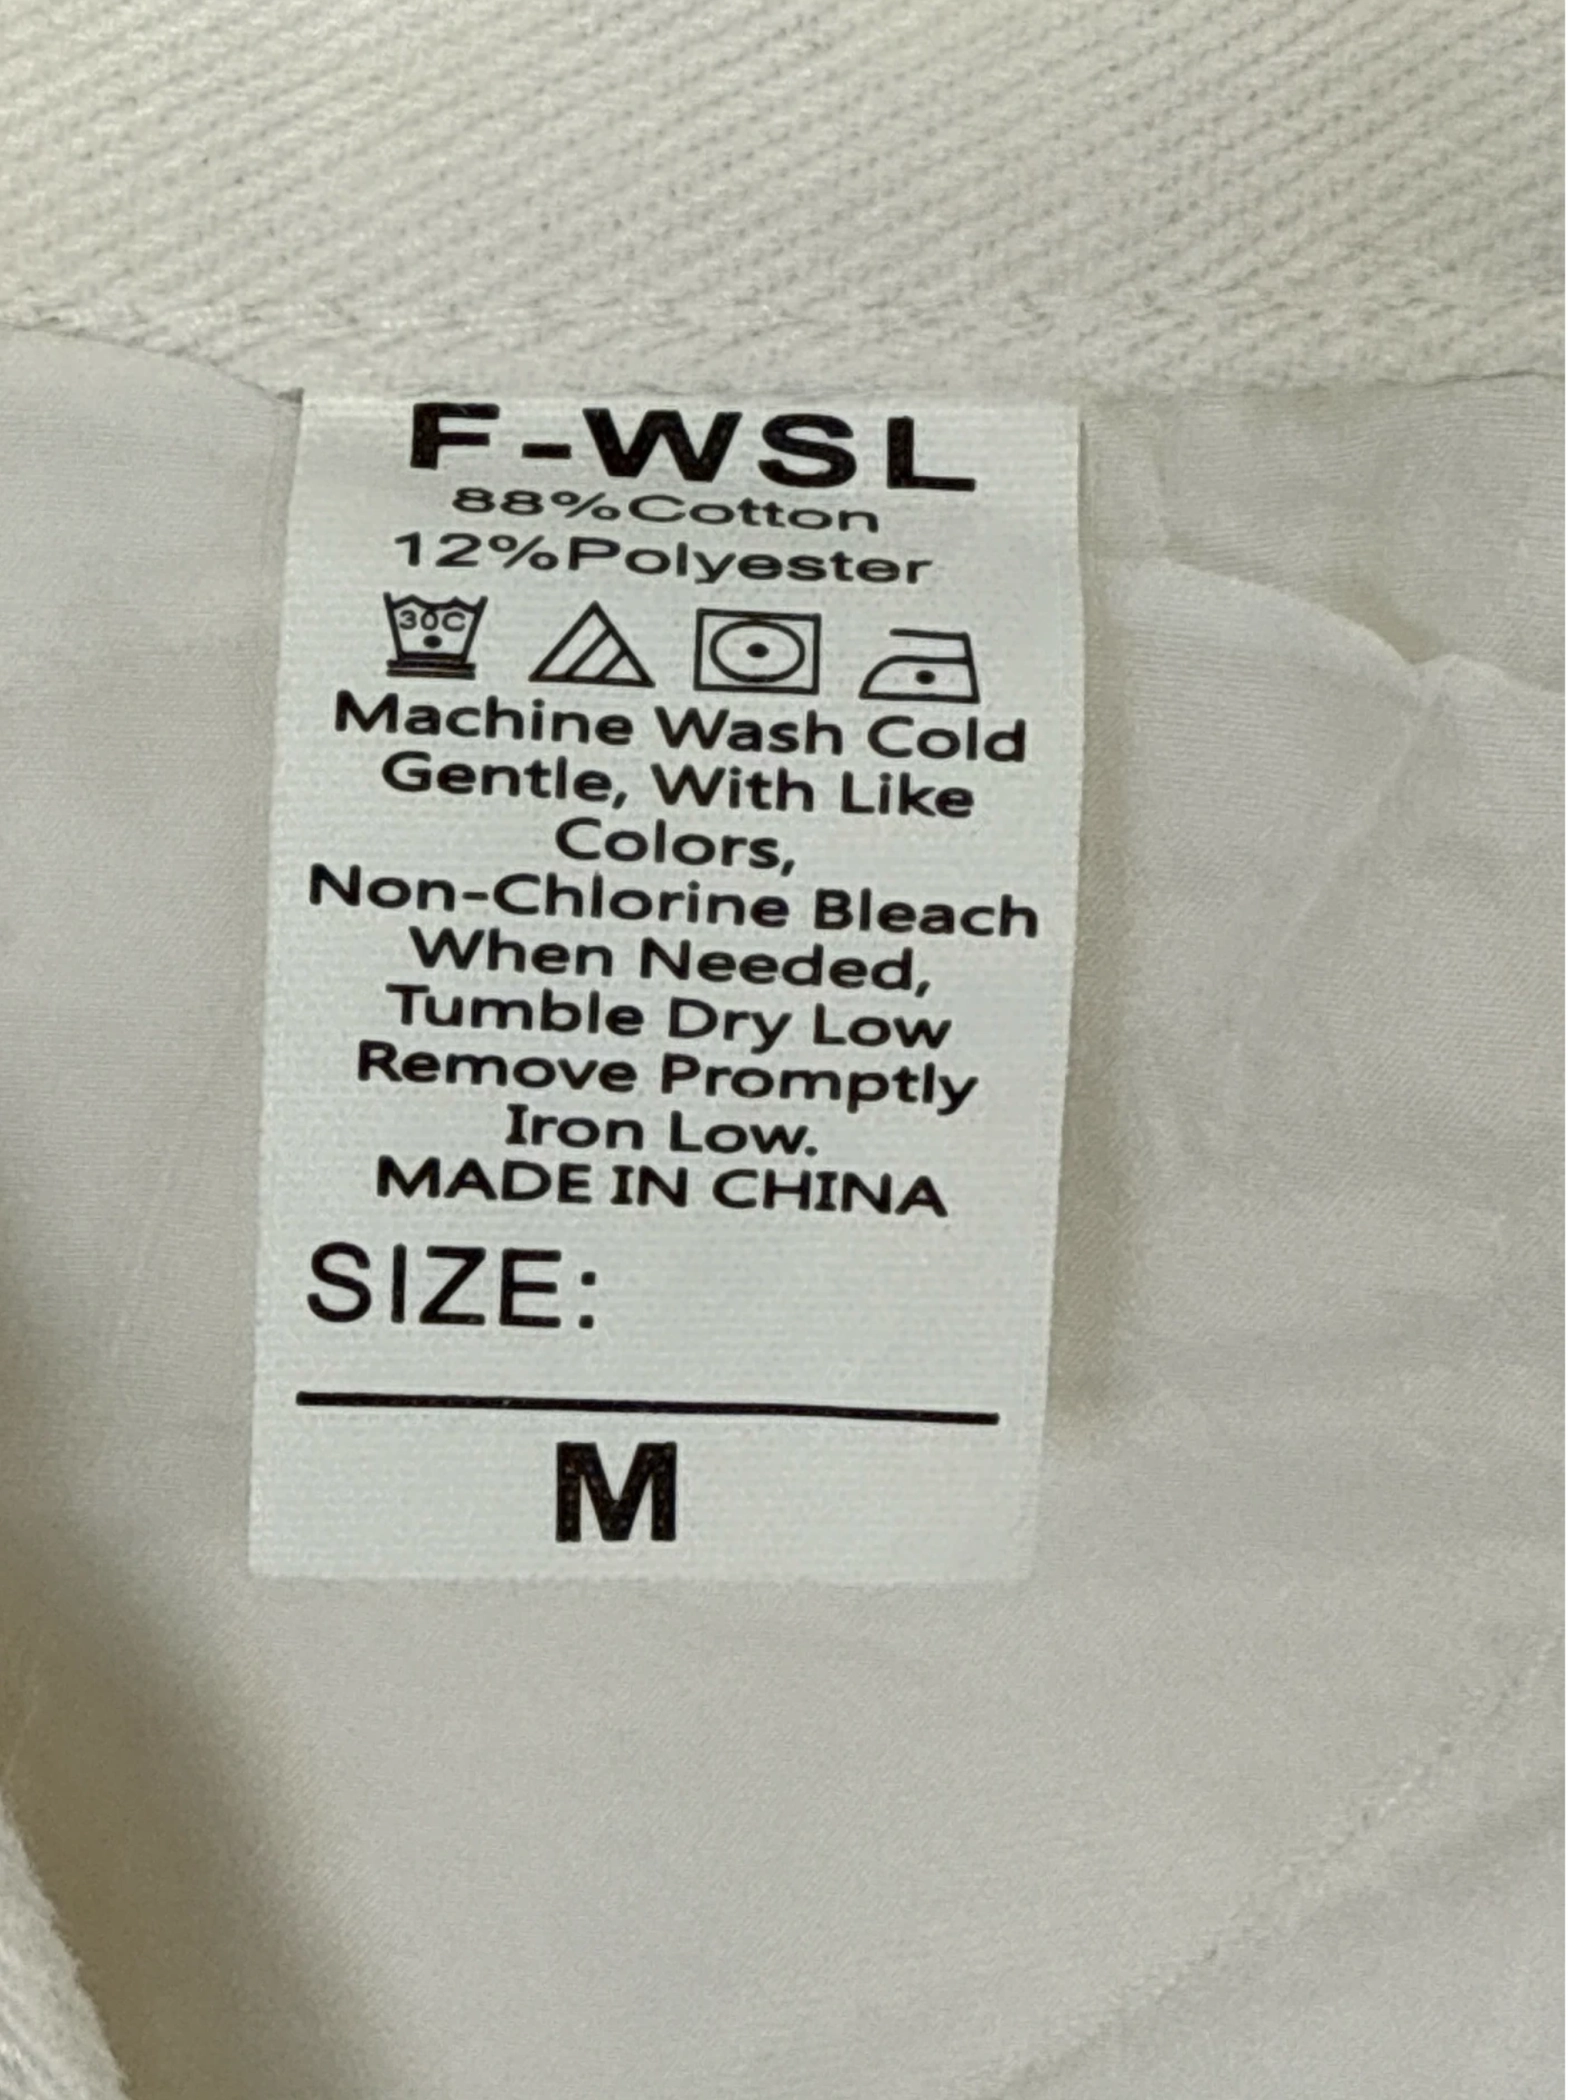 F-WSL
88%Cotton
12%Polyester
30C
Machine Wash Cold
Gentle, With Like
Colors,
Non-Chlorine Bleach
When Needed,
Tumble Dry Low
Remove Promptly
Iron Low.
MADE IN CHINA
SIZE:
M